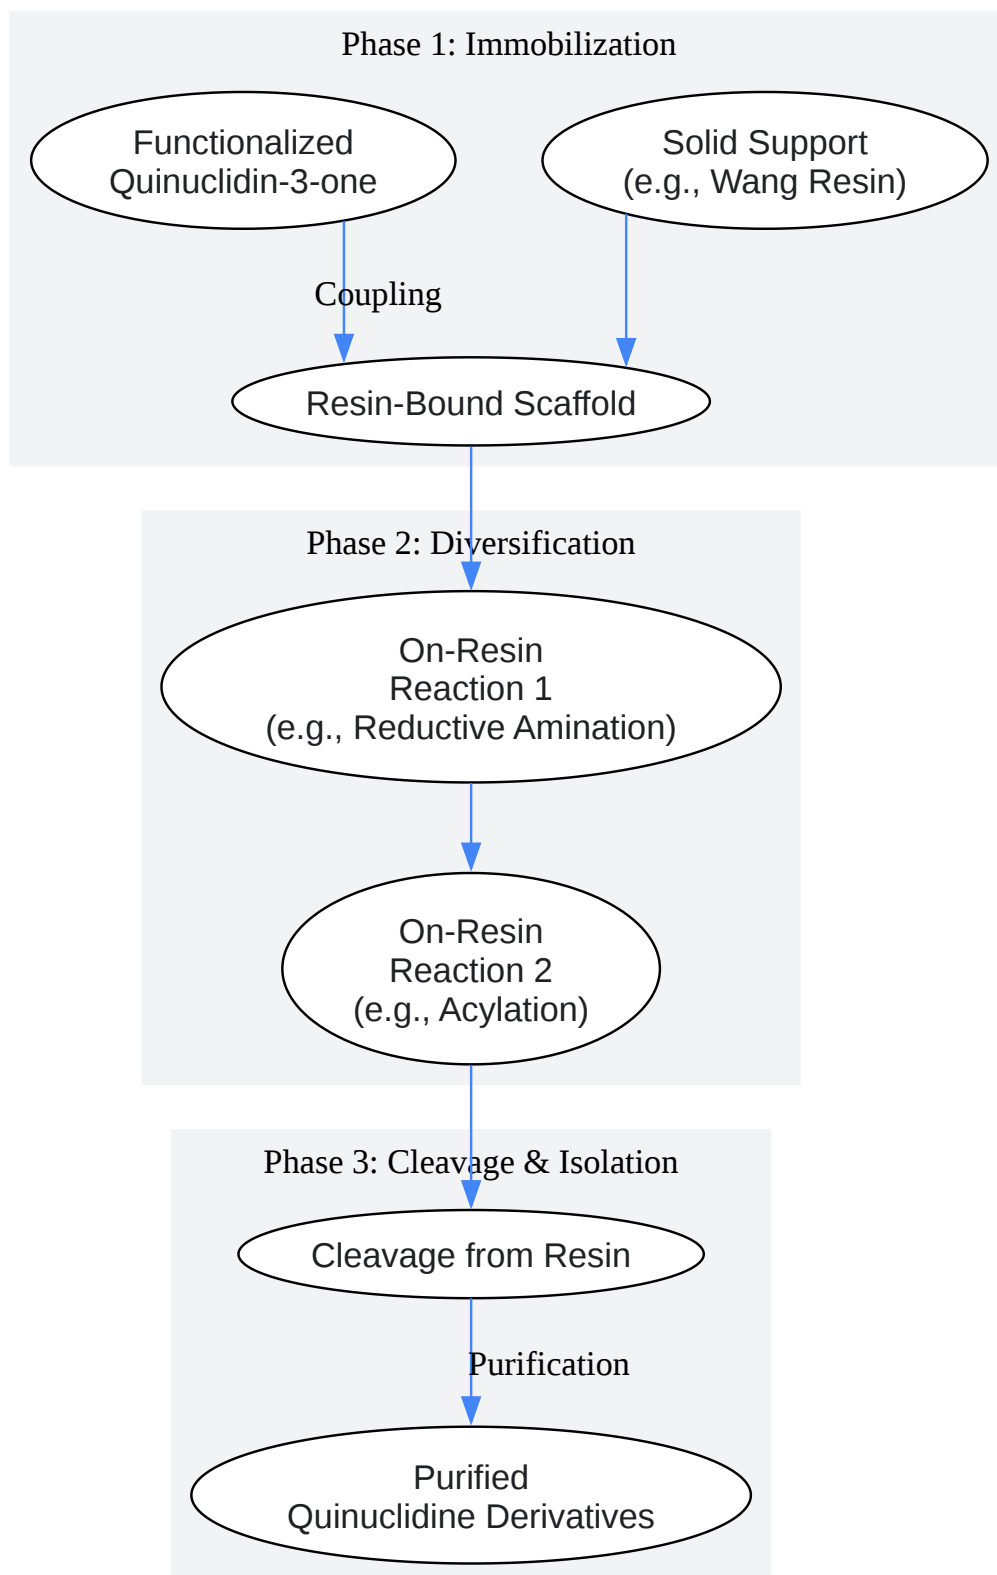 Phase 1: Immobilization
Functionalized
Quinuclidin-3-one
Solid Support
(e.g., Wang Resin)
Coupling
Resin-Bound Scaffold
Phase 2: Diversification
On-Resin
Reaction 1
(e.g., Reductive Amination)
On-Resin
Reaction 2
(e.g., Acylation)
Phase 3: Cleavage & Isolation
Cleavage from Resin
Purification
Purified
Quinuclidine Derivatives